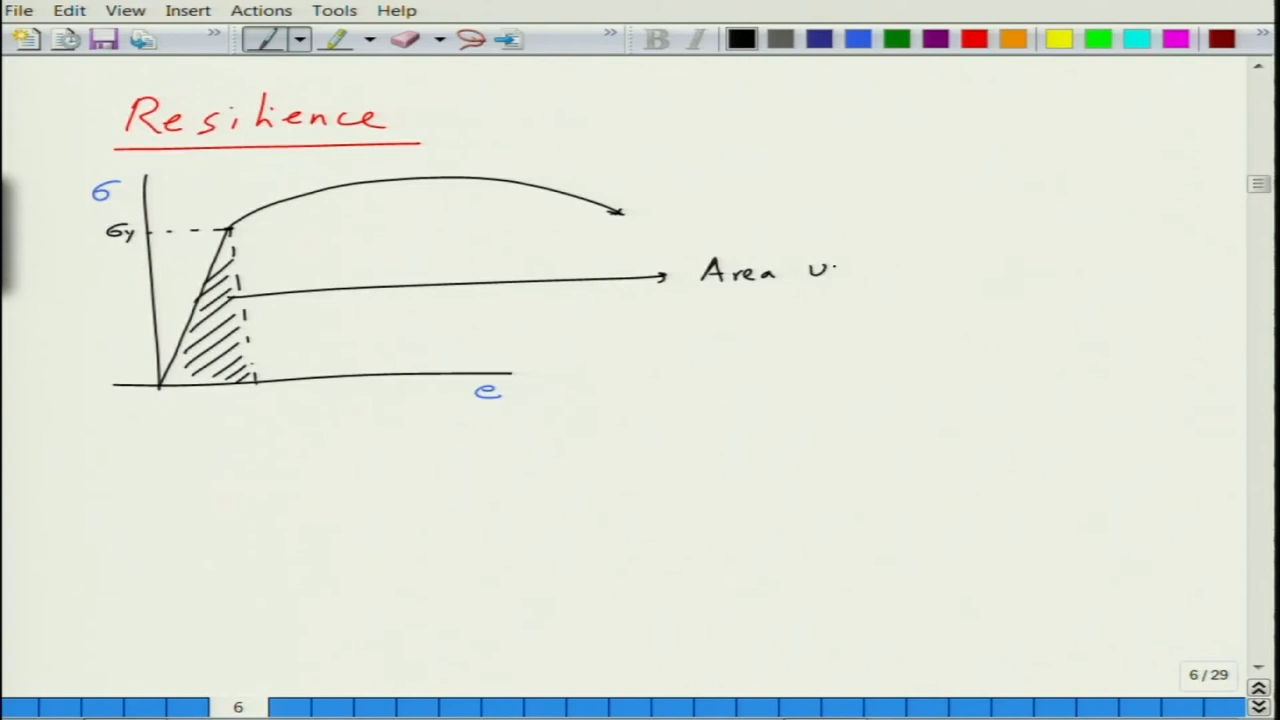 File Edit View Insert Actions Tools Help
B I
Resilience
σ
σy
Area u
e
6 / 29
6